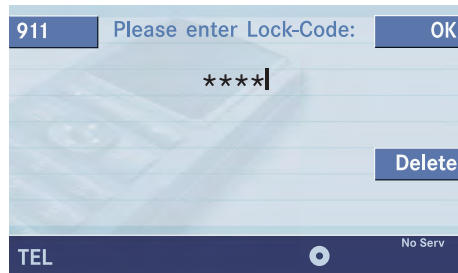 911 Please enter Lock-Code: OK
****
Delete
No Serv
TEL